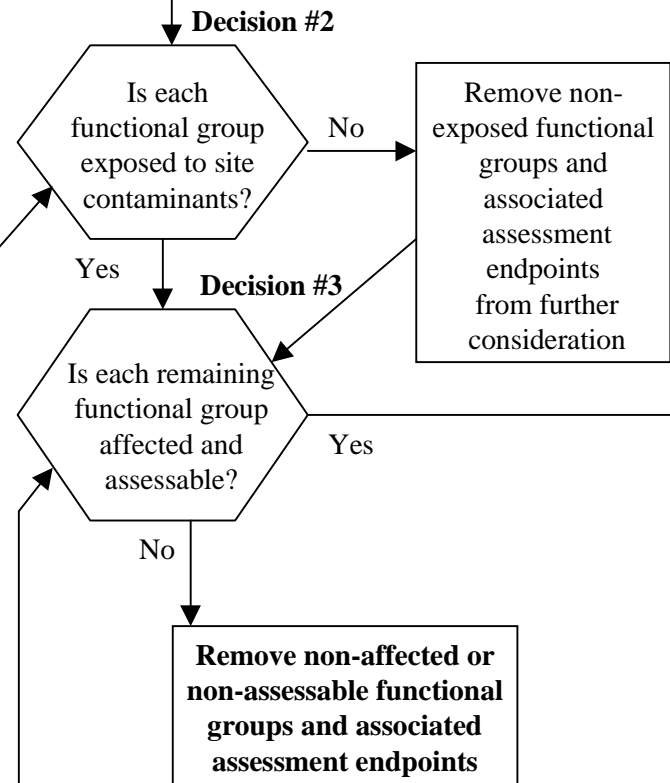 Decision #2
Is each
functional group
exposed to site
contaminants?
No
Remove non-
exposed functional
groups and
associated
assessment
endpoints
from further
consideration
Yes
Decision #3
Is each remaining
functional group
affected and
assessable?
Yes
No
Remove non-affected or
non-assessable functional
groups and associated
assessment endpoints